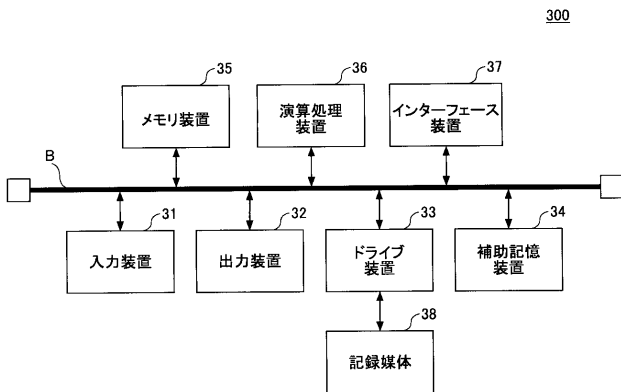 300
35
メモリ装置
36
演算処理
装置
37
インターフェース
装置
B
31
入力装置
32
出力装置
33
ドライブ
装置
34
補助記憶
装置
38
記録媒体